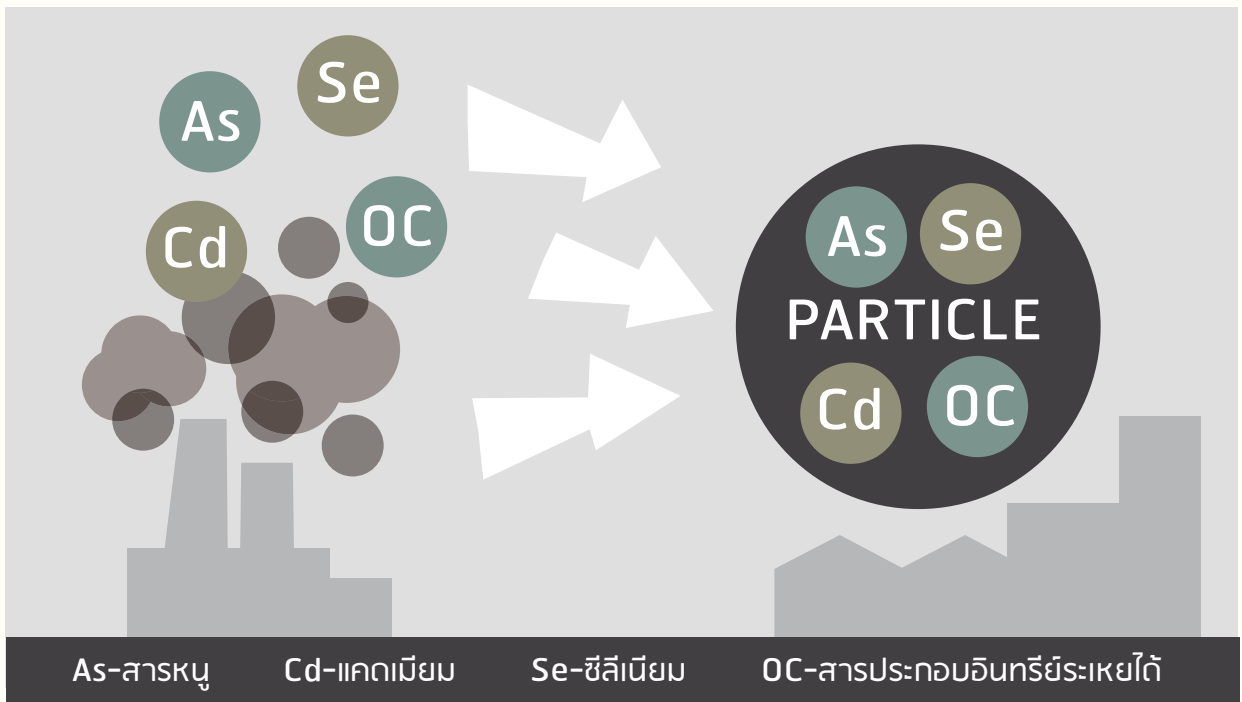 Se
As
OC
Cd
As Se
PARTICLE
Cd OC
As-สารหนู Cd-แคดเมียม Se-ซีลีเนียม OC-สารประกอบอินทรีย์ระเหยได้